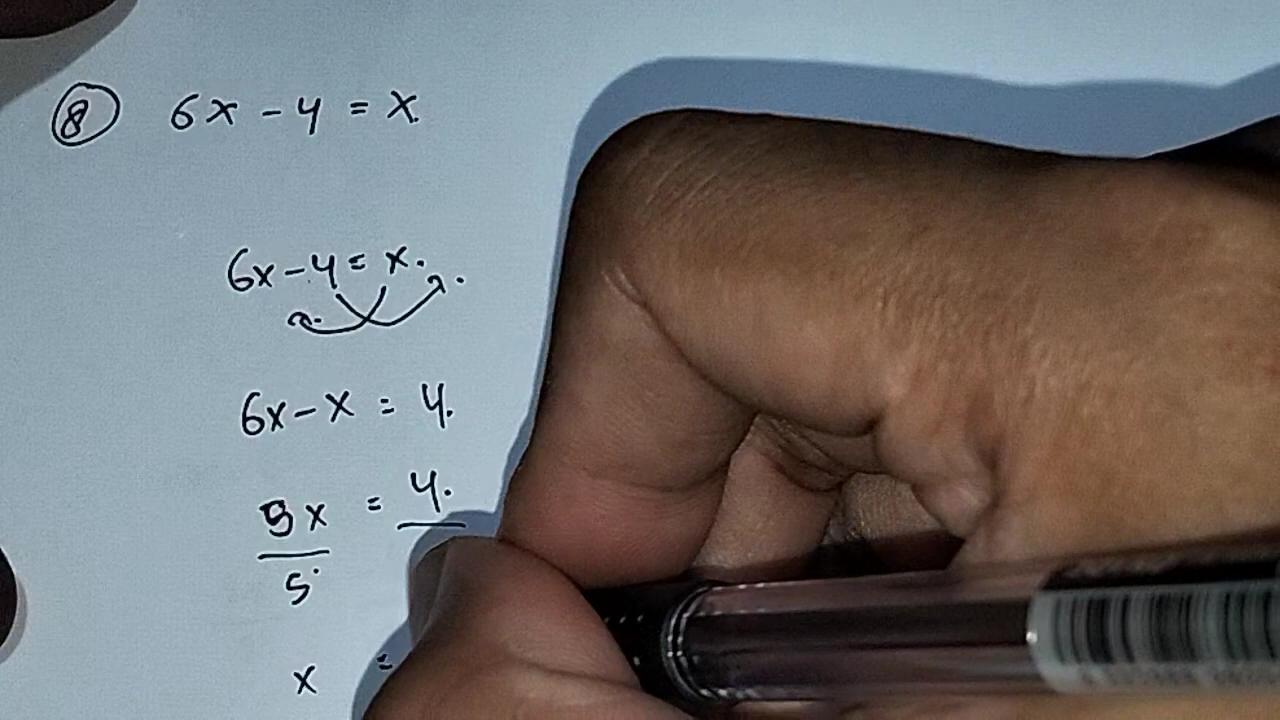 ⑧ 6x - 4 = x.
6x - 4 = x.
6x - x = 4.
5x = 4.
5
x =